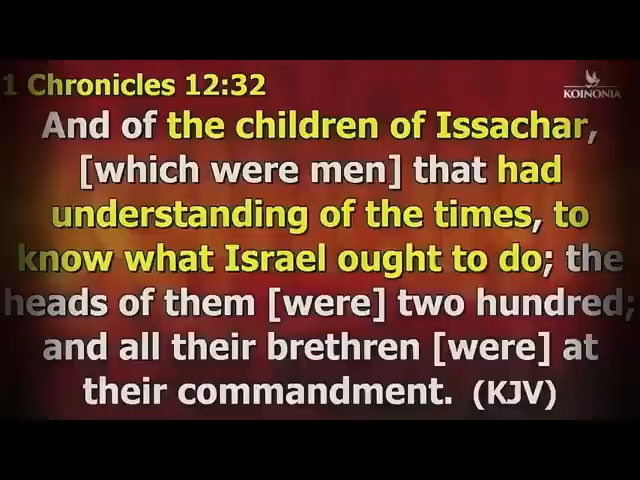 1 Chronicles 12:32
KOINONIA
And of the children of Issachar,
[which were men] that had
understanding of the times, to
know what Israel ought to do; the
heads of them [were] two hundred;
and all their brethren [were] at
their commandment. (KJV)